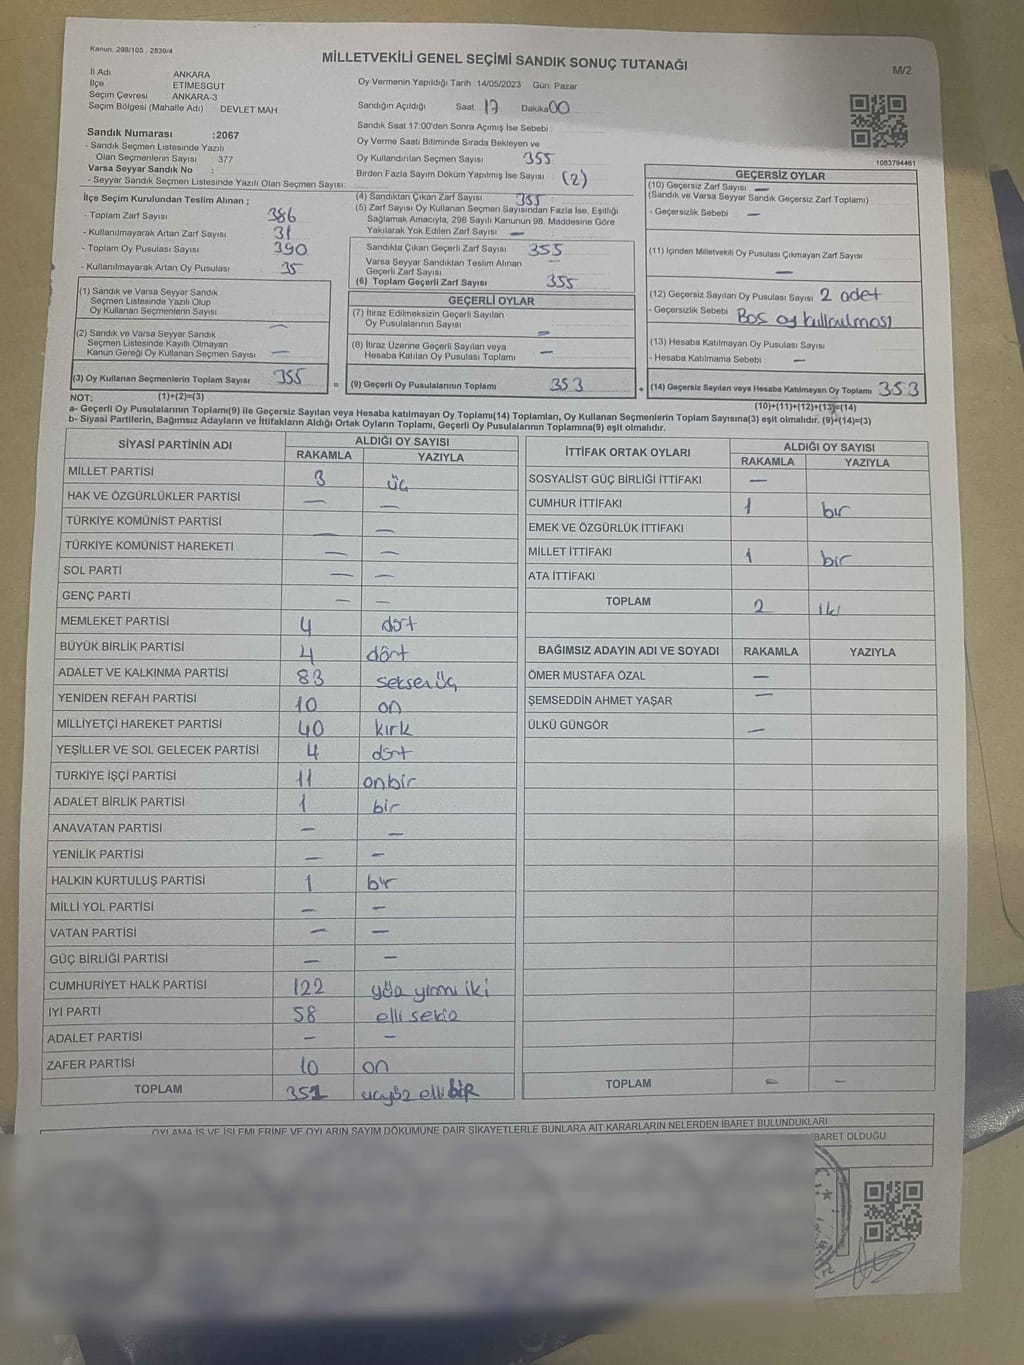 Kanun; 298/105 , 2839/4
MİLLETVEKİLİ GENEL SEÇİMİ SANDIK SONUÇ TUTANAĞI
M/2
İl Adı ANKARA
İlçe ETİMESGUT
Seçim Çevresi ANKARA-3
Seçim Bölgesi (Mahalle Adı) DEVLET MAH
Sandık Numarası :2067
- Sandık Seçmen Listesinde Yazılı
Olan Seçmenlerin Sayısı 377
Varsa Seyyar Sandık No :
- Seyyar Sandık Seçmen Listesinde Yazılı Olan Seçmen Sayısı:
Oy Vermenin Yapıldığı Tarih :14/05/2023 Gün: Pazar
Sandığın Açıldığı Saat: 17 Dakika 00
Sandık Saat 17:00'den Sonra Açımış İse Sebebi :
Oy Verme Saati Bitiminde Sırada Bekleyen ve
Oy Kullandırılan Seçmen Sayısı 355
Birden Fazla Sayım Döküm Yapılmış İse Sayısı (2)
1083794461
İlçe Seçim Kurulundan Teslim Alınan ;
- Toplam Zarf Sayısı 386
- Kullanılmayarak Artan Zarf Sayısı 31
- Toplam Oy Pusulası Sayısı 390
- Kullanılmayarak Artan Oy Pusulası 35
(1) Sandık ve Varsa Seyyar Sandık
Seçmen Listesinde Yazılı Olup
Oy Kullanan Seçmenlerin Sayısı
(2) Sandık ve Varsa Seyyar Sandık
Seçmen Listesinde Kayıtlı Olmayan
Kanun Gereği Oy Kullanan Seçmen Sayısı —
(3) Oy Kullanan Seçmenlerin Toplam Sayısı 355
(4) Sandıktan Çıkan Zarf Sayısı 355
(5) Zarf Sayısı Oy Kullanan Seçmen Sayısından Fazla İse, Eşitliği
Sağlamak Amacıyla, 298 Sayılı Kanunun 98. Maddesine Göre
Yakılarak Yok Edilen Zarf Sayısı —
Sandıkta Çıkan Geçerli Zarf Sayısı 355
Varsa Seyyar Sandıktan Teslim Alınan
Geçerli Zarf Sayısı —
(6) Toplam Geçerli Zarf Sayısı 355
GEÇERLİ OYLAR
(7) İtiraz Edilmeksizin Geçerli Sayılan
Oy Pusulalarının Sayısı —
(8) İtiraz Üzerine Geçerli Sayılan veya
Hesaba Katılan Oy Pusulası Toplamı —
= (9) Geçerli Oy Pusulalarının Toplamı 353
GEÇERSİZ OYLAR
(10) Geçersiz Zarf Sayısı —
(Sandık ve Varsa Seyyar Sandık Geçersiz Zarf Toplamı)
- Geçersizlik Sebebi —
(11) İçinden Milletvekili Oy Pusulası Çıkmayan Zarf Sayısı
—
(12) Geçersiz Sayılan Oy Pusulası Sayısı 2 adet
- Geçersizlik Sebebi Boş oy kullanılması
(13) Hesaba Katılmayan Oy Pusulası Sayısı
- Hesaba Katılmama Sebebi : —
+ (14) Geçersiz Sayılan veya Hesaba Katılmayan Oy Toplamı 353
NOT: (1)+(2)=(3)
(10)+(11)+(12)+(13)=(14)
a- Geçerli Oy Pusulalarının Toplamı(9) ile Geçersiz Sayılan veya Hesaba katılmayan Oy Toplamı(14) Toplamları, Oy Kullanan Seçmenlerin Toplam Sayısına(3) eşit olmalıdır. (9)+(14)=(3)
b- Siyasi Partilerin, Bağımsız Adayların ve İttifakların Aldığı Ortak Oyların Toplamı, Geçerli Oy Pusulalarının Toplamına(9) eşit olmalıdır.
SİYASİ PARTİNİN ADI ALDIĞI OY SAYISI
RAKAMLA YAZIYLA
MİLLET PARTİSİ 3 üç
HAK VE ÖZGÜRLÜKLER PARTİSİ — —
TÜRKİYE KOMÜNİST PARTİSİ — —
TÜRKİYE KOMÜNİST HAREKETİ — —
SOL PARTİ — —
GENÇ PARTİ — —
MEMLEKET PARTİSİ 4 dört
BÜYÜK BİRLİK PARTİSİ 4 dört
ADALET VE KALKINMA PARTİSİ 83 seksenüç
YENİDEN REFAH PARTİSİ 10 on
MİLLİYETÇİ HAREKET PARTİSİ 40 kırk
YEŞİLLER VE SOL GELECEK PARTİSİ 4 dört
TÜRKİYE İŞÇİ PARTİSİ 11 onbir
ADALET BİRLİK PARTİSİ 1 bir
ANAVATAN PARTİSİ — —
YENİLİK PARTİSİ — —
HALKIN KURTULUŞ PARTİSİ 1 bir
MİLLİ YOL PARTİSİ — —
VATAN PARTİSİ — —
GÜÇ BİRLİĞİ PARTİSİ — —
CUMHURİYET HALK PARTİSİ 122 yüz yirmi iki
İYİ PARTİ 58 elli sekiz
ADALET PARTİSİ — —
ZAFER PARTİSİ 10 on
TOPLAM 351 üçyüz elli bİR
İTTİFAK ORTAK OYLARI ALDIĞI OY SAYISI
RAKAMLA YAZIYLA
SOSYALİST GÜÇ BİRLİĞİ İTTİFAKI —
CUMHUR İTTİFAKI 1 bir
EMEK VE ÖZGÜRLÜK İTTİFAKI
MİLLET İTTİFAKI 1 bir
ATA İTTİFAKI
TOPLAM 2 iki
BAĞIMSIZ ADAYIN ADI VE SOYADI RAKAMLA YAZIYLA
ÖMER MUSTAFA ÖZAL —
ŞEMSEDDİN AHMET YAŞAR —
ÜLKÜ GÜNGÖR —
TOPLAM — —
OYLAMA İŞ VE İŞLEMLERİNE VE OYLARIN SAYIM DÖKÜMÜNE DAİR ŞİKAYETLERLE BUNLARA AİT KARARLARIN NELERDEN İBARET BULUNDUKLARI
BARET OLDUĞU